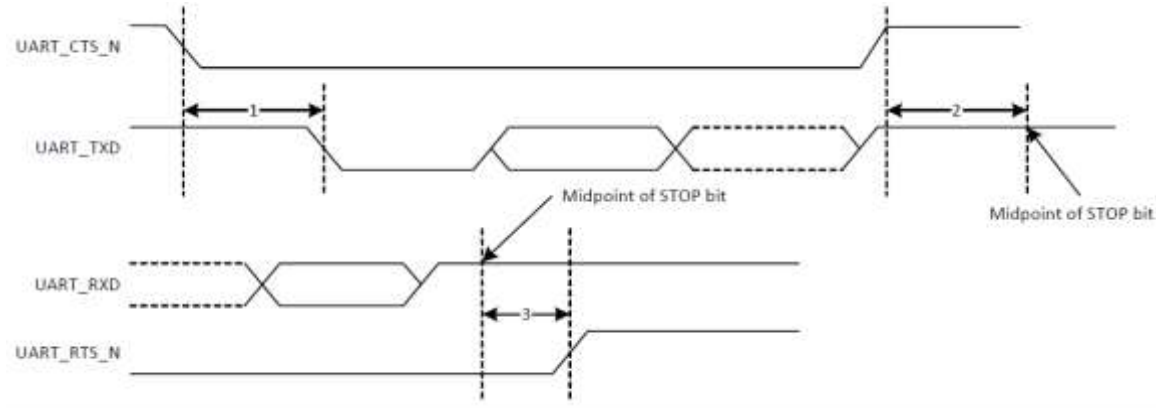 UART_CTS_N
1
2
UART_TXD
Midpoint of STOP bit
Midpoint of STOP bit
UART_RXD
3
UART_RTS_N